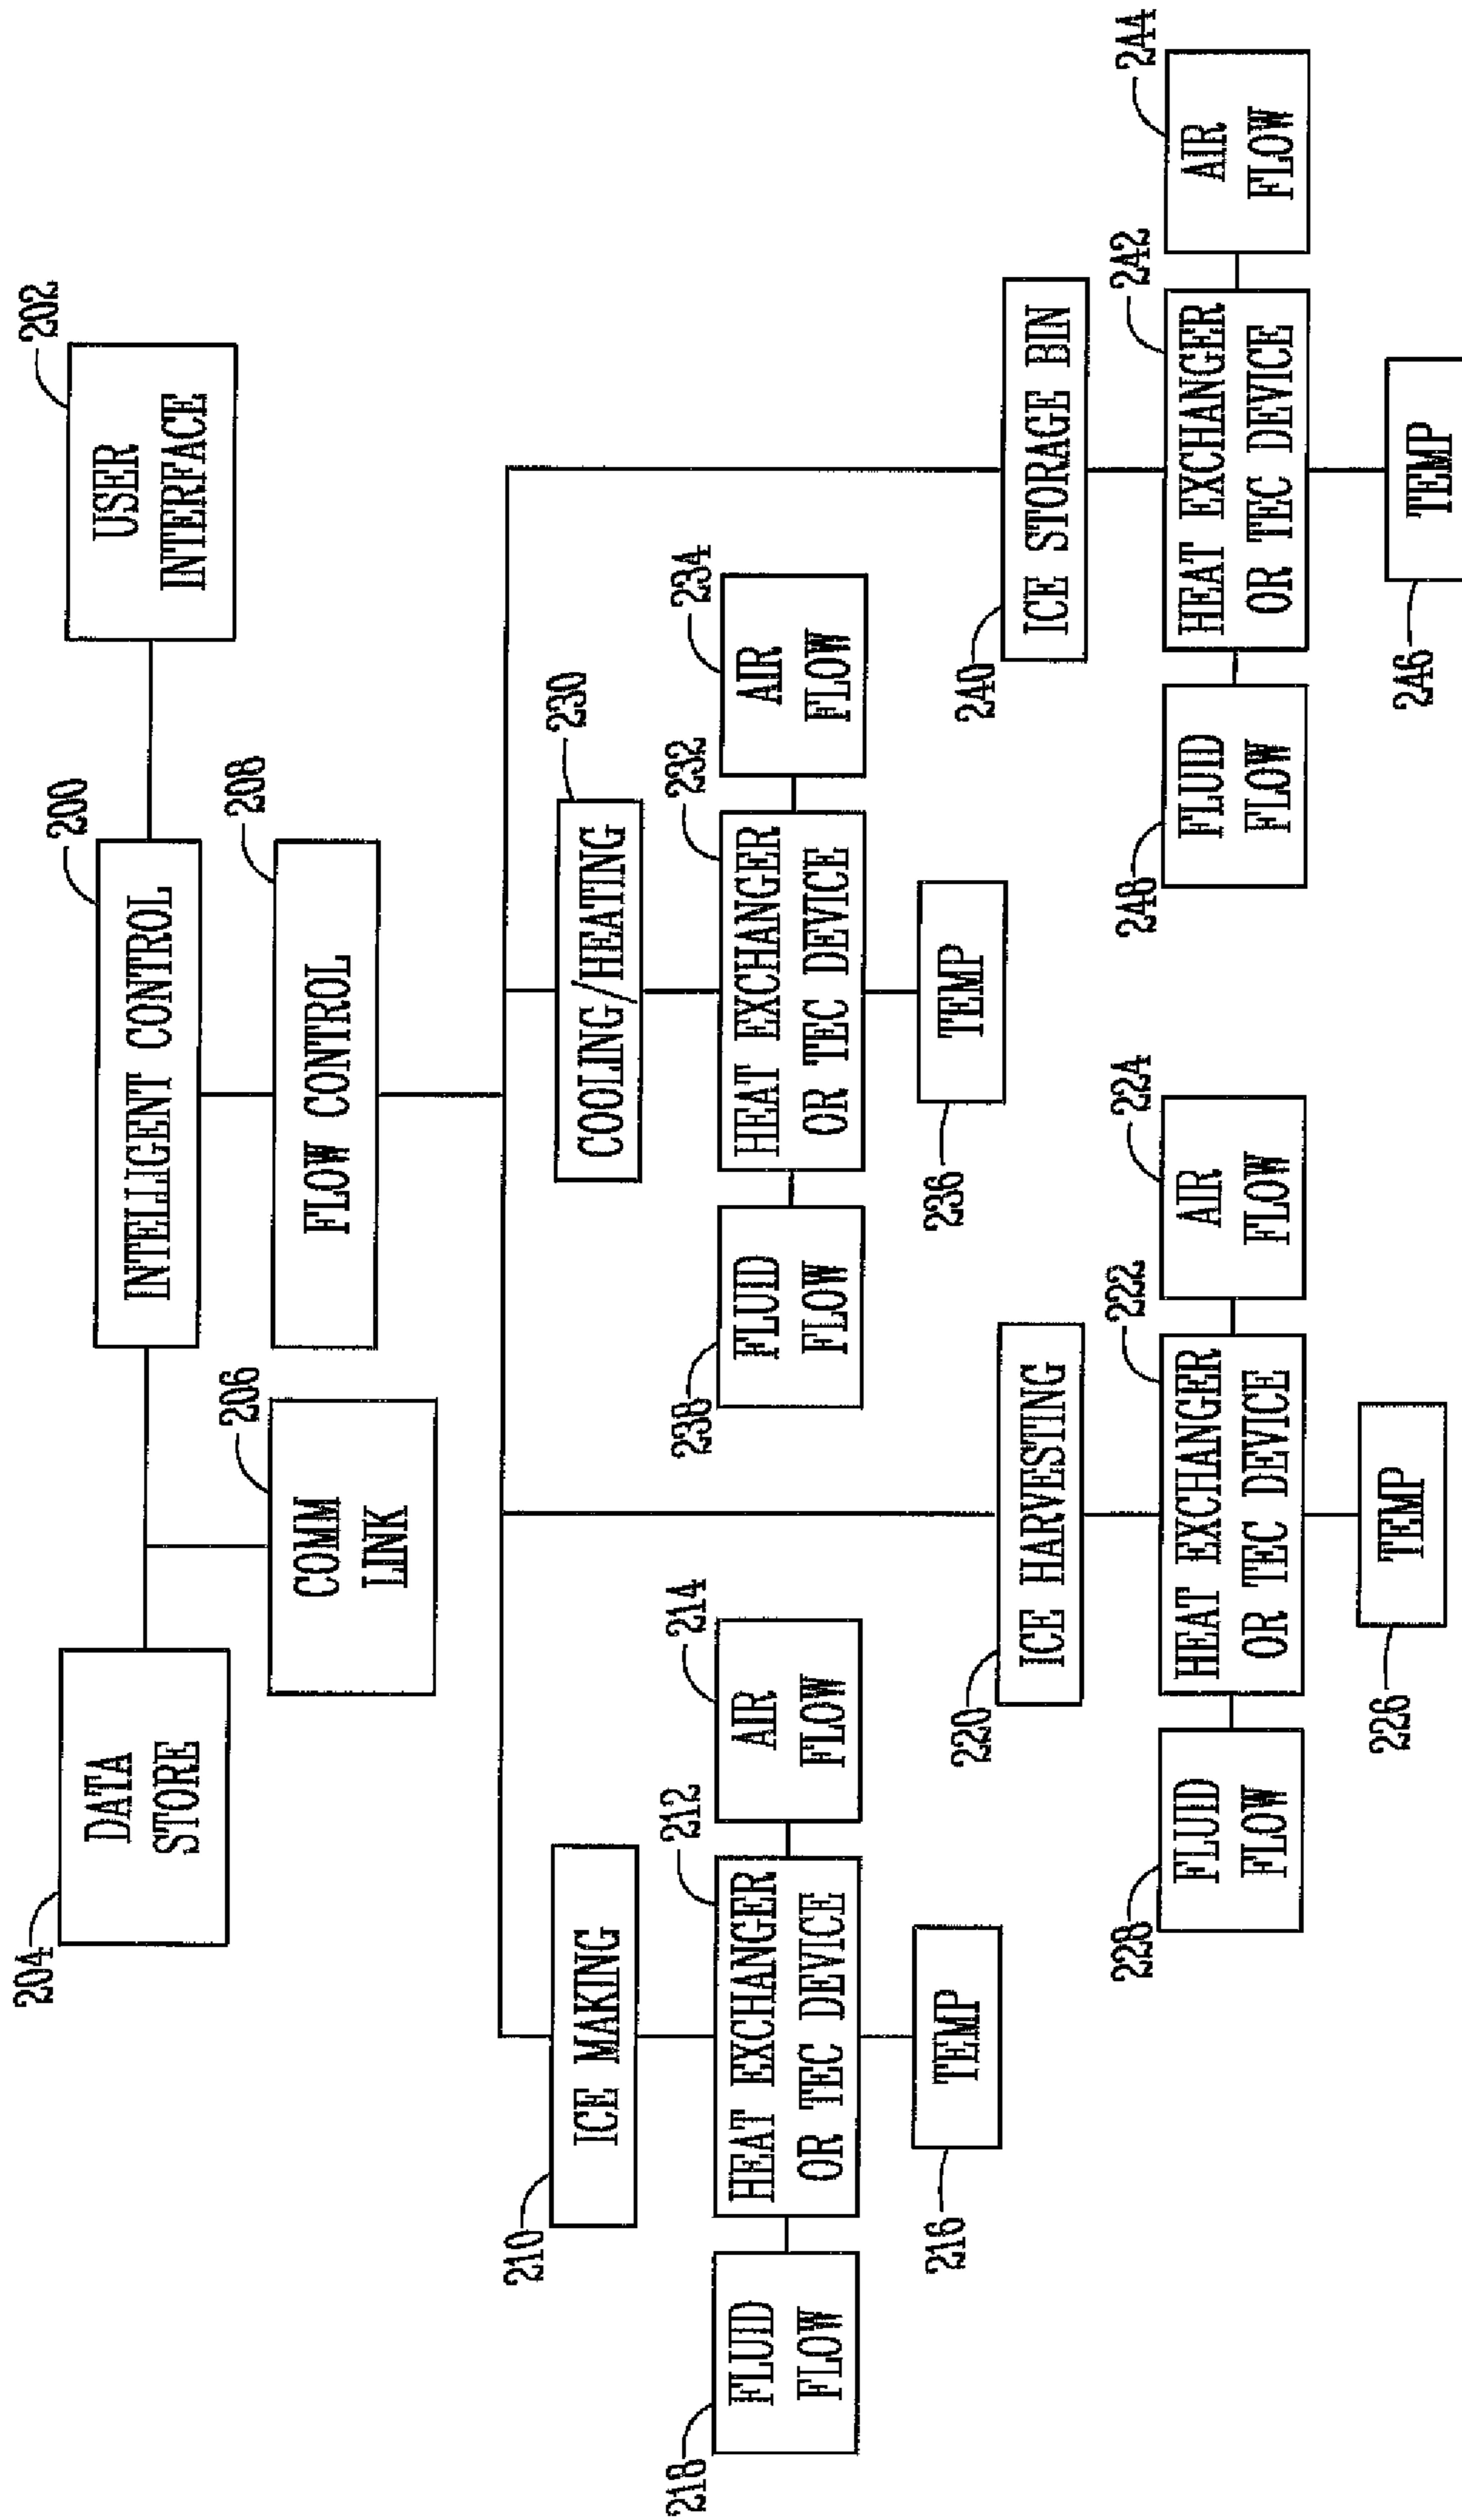 204
DATA
STORE
206
COMM
LINK
200
INTELLIGENT CONTROL
208
FLOW CONTROL
202
USER
INTERFACE
210
ICE MAKING
212
HEAT EXCHANGER
OR TEC DEVICE
214
AIR
FLOW
218
FLUID
FLOW
216
TEMP
220
ICE HARVESTING
222
HEAT EXCHANGER
OR TEC DEVICE
224
AIR
FLOW
228
FLUID
FLOW
226
TEMP
230
COOLING/HEATING
232
HEAT EXCHANGER
OR TEC DEVICE
234
AIR
FLOW
238
FLUID
FLOW
236
TEMP
240
ICE STORAGE BIN
242
HEAT EXCHANGER
OR TEC DEVICE
244
AIR
FLOW
248
FLUID
FLOW
246
TEMP